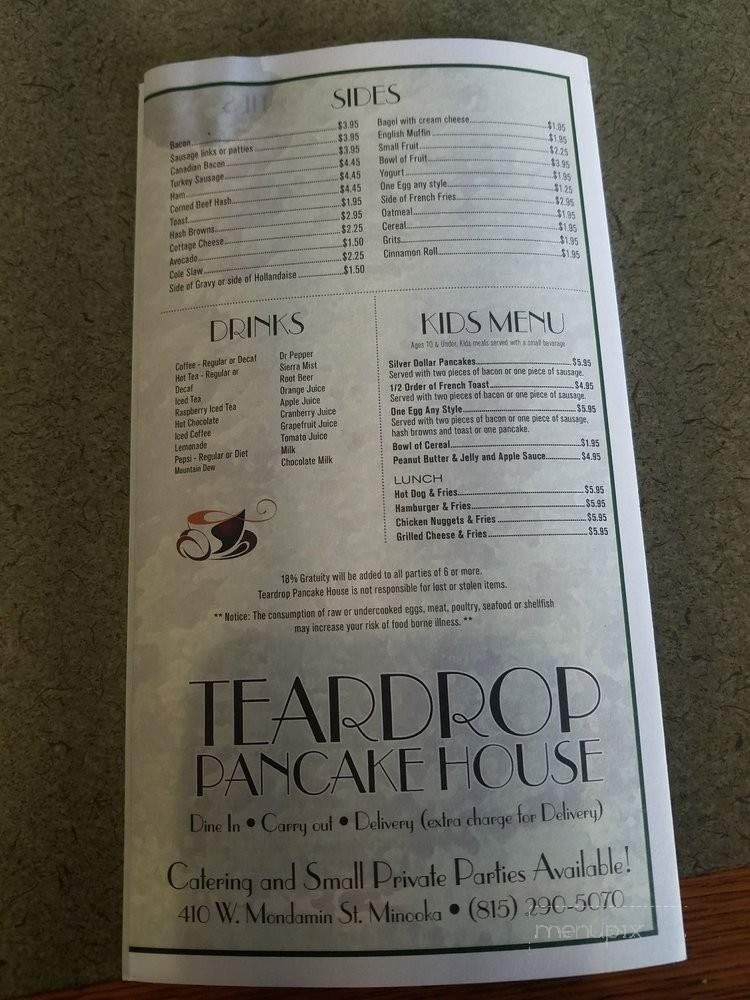 SIDES
Bacon $3.95
Sausage links or patties $3.95
Canadian Bacon $3.95
Turkey Sausage $4.45
Ham $4.45
Corned Beef Hash $4.45
Toast $1.95
Hash Browns $2.95
Cottage Cheese $2.25
Avocado $1.50
Cole Slaw $2.25
Side of Gravy or side of Hollandaise $1.50
Bagel with cream cheese $1.95
English Muffin $1.95
Small Fruit $2.25
Bowl of Fruit $3.95
Yogurt $1.95
One Egg any style $1.25
Side of French Fries $2.95
Oatmeal $1.95
Cereal $1.95
Grits $1.95
Cinnamon Roll $1.95
DRINKS
Coffee - Regular or Decaf
Hot Tea - Regular or
Decaf
Iced Tea
Raspberry Iced Tea
Hot Chocolate
Iced Coffee
Lemonade
Pepsi - Regular or Diet
Mountain Dew
Dr Pepper
Sierra Mist
Root Beer
Orange Juice
Apple Juice
Cranberry Juice
Grapefruit Juice
Tomato Juice
Milk
Chocolate Milk
KIDS MENU
Ages 10 & Under, Kids meals served with a small beverage
Silver Dollar Pancakes $5.95
Served with two pieces of bacon or one piece of sausage.
1/2 Order of French Toast $4.95
Served with two pieces of bacon or one piece of sausage.
One Egg Any Style $5.95
Served with two pieces of bacon or one piece of sausage,
hash browns and toast or one pancake.
Bowl of Cereal $1.95
Peanut Butter & Jelly and Apple Sauce $4.95
LUNCH
Hot Dog & Fries $5.95
Hamburger & Fries $5.95
Chicken Nuggets & Fries $5.95
Grilled Cheese & Fries $5.95
18% Gratuity will be added to all parties of 6 or more.
Teardrop Pancake House is not responsible for lost or stolen items.
** Notice: The consumption of raw or undercooked eggs, meat, poultry, seafood or shellfish
may increase your risk of food borne illness. **
TEARDROP
PANCAKE HOUSE
Dine In • Carry out • Delivery (extra charge for Delivery)
Catering and Small Private Parties Available!
410 W. Mondamin St. Minooka • (815) 290-5070
menupix